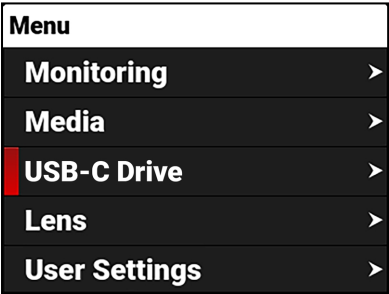 Menu
Monitoring
Media
USB-C Drive
Lens
User Settings